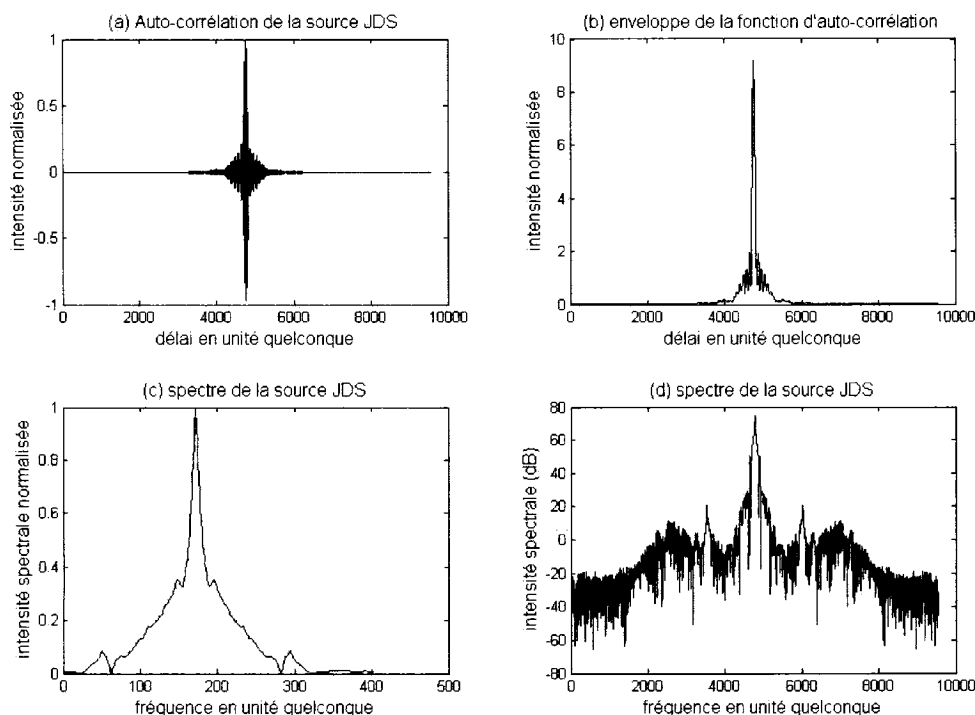 (a) Auto-corrélation de la source JDS
1
0.5
0
-0.5
-1
intensité normalisée
0 2000 4000 6000 8000 10000
délai en unité quelconque
(b) enveloppe de la fonction d'auto-corrélation
10
8
6
4
2
0
intensité normalisée
0 2000 4000 6000 8000 10000
délai en unité quelconque
(c) spectre de la source JDS
1
0.8
0.6
0.4
0.2
0
intensité spectrale normalisée
0 100 200 300 400 500
fréquence en unité quelconque
(d) spectre de la source JDS
80
60
40
20
0
-20
-40
-60
-80
intensité spectrale (dB)
0 2000 4000 6000 8000 10000
fréquence en unité quelconque